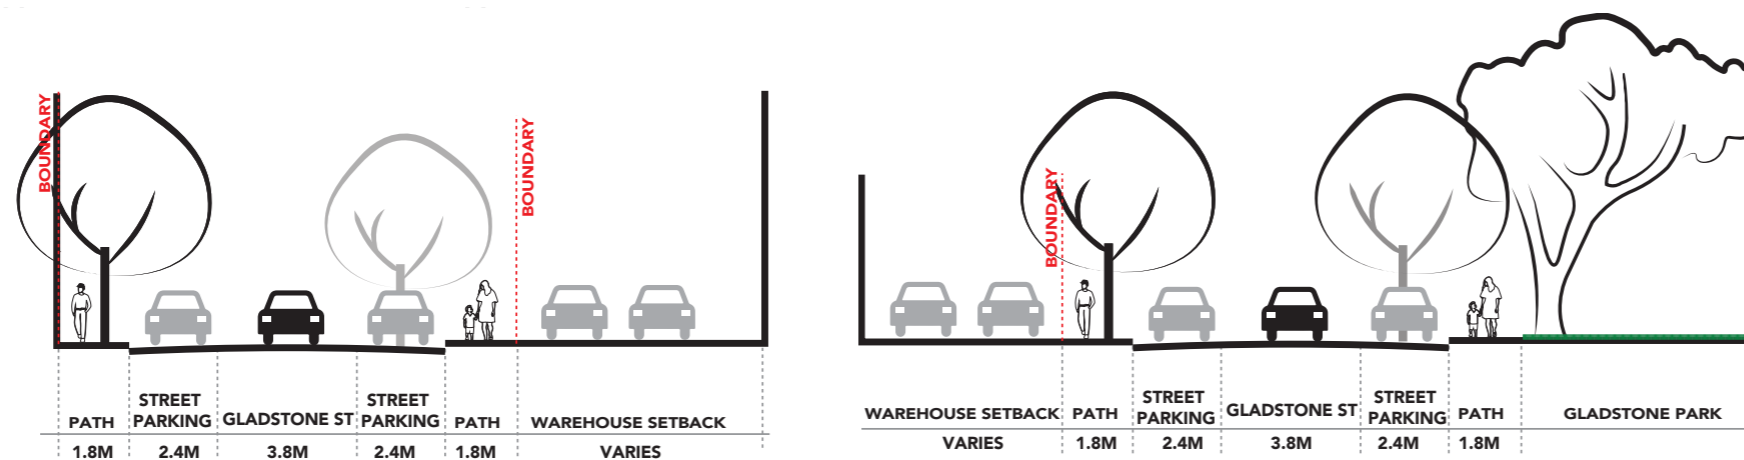 BOUNDARY
BOUNDARY
PATH
STREET
PARKING
GLADSTONE ST
STREET
PARKING
PATH
WAREHOUSE SETBACK
1.8M
2.4M
3.8M
2.4M
1.8M
VARIES
BOUNDARY
WAREHOUSE SETBACK
PATH
STREET
PARKING
GLADSTONE ST
STREET
PARKING
PATH
GLADSTONE PARK
VARIES
1.8M
2.4M
3.8M
2.4M
1.8M